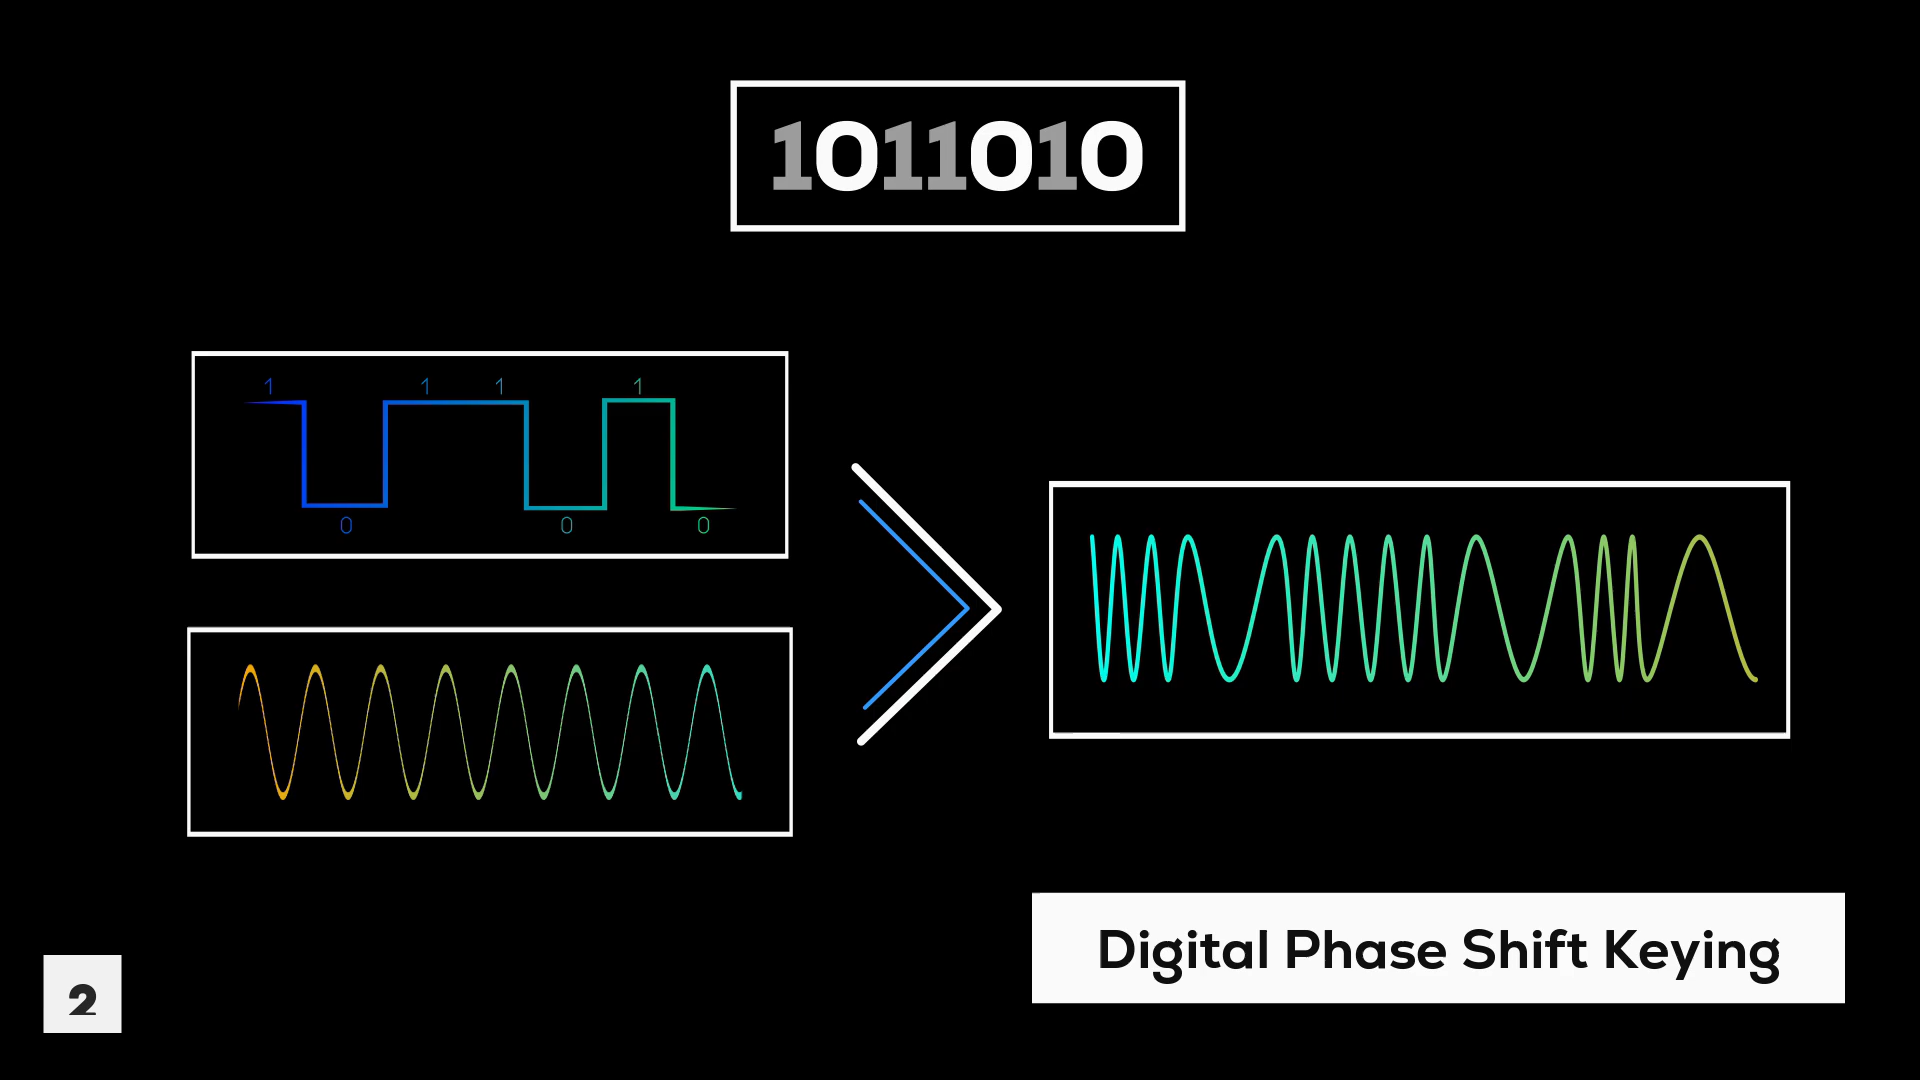 1011010
1 1 1 1
0 0 0
Digital Phase Shift Keying
2